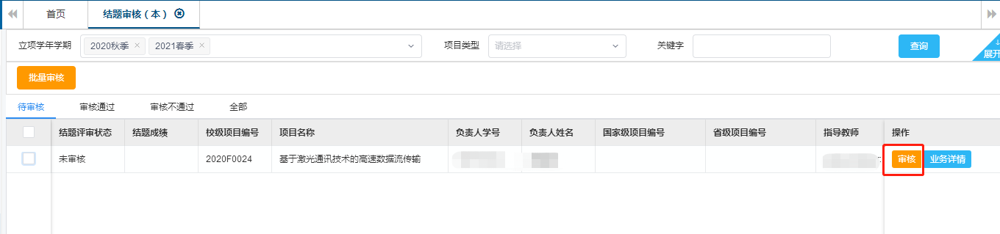 首页
结题审核（本）
立项学年学期
2020秋季
2021春季
项目类型
请选择
关键字
查询
展开
批量审核
待审核
审核通过
审核不通过
全部
结题评审状态
结题成绩
校级项目编号
项目名称
负责人学号
负责人姓名
国家级项目编号
省级项目编号
指导教师
操作
未审核
2020F0024
基于激光通讯技术的高速数据流传输
审核
业务详情